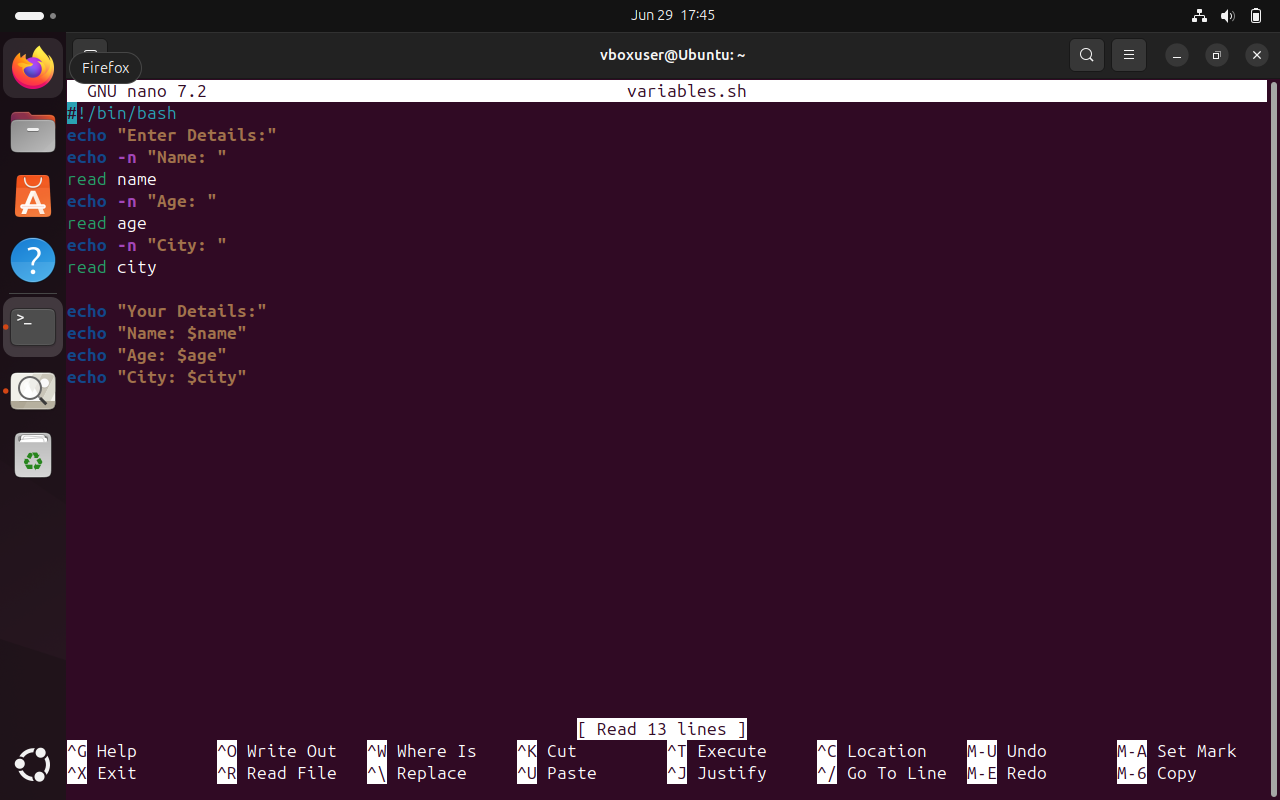 Jun 29 17:45
vboxuser@Ubuntu: ~
Firefox
GNU nano 7.2 variables.sh
#!/bin/bash
echo "Enter Details:"
echo -n "Name: "
read name
echo -n "Age: "
read age
echo -n "City: "
read city
echo "Your Details:"
echo "Name: $name"
echo "Age: $age"
echo "City: $city"
[ Read 13 lines ]
^G Help ^O Write Out ^W Where Is ^K Cut ^T Execute ^C Location M-U Undo M-A Set Mark
^X Exit ^R Read File ^\ Replace ^U Paste ^J Justify ^/ Go To Line M-E Redo M-6 Copy